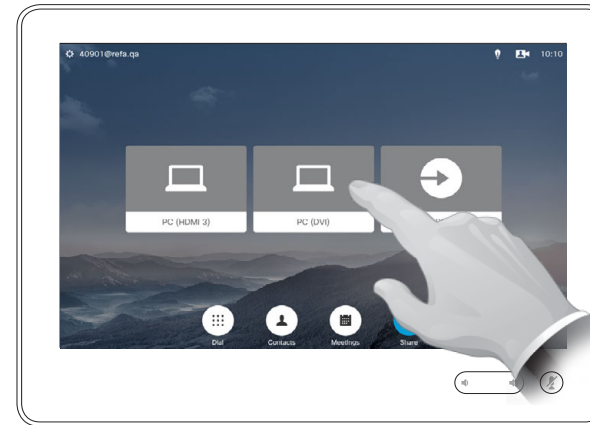 40901@refa.qa
10:10
PC (HDMI 3)
PC (DVI)
Dial
Contacts
Meetings
Share